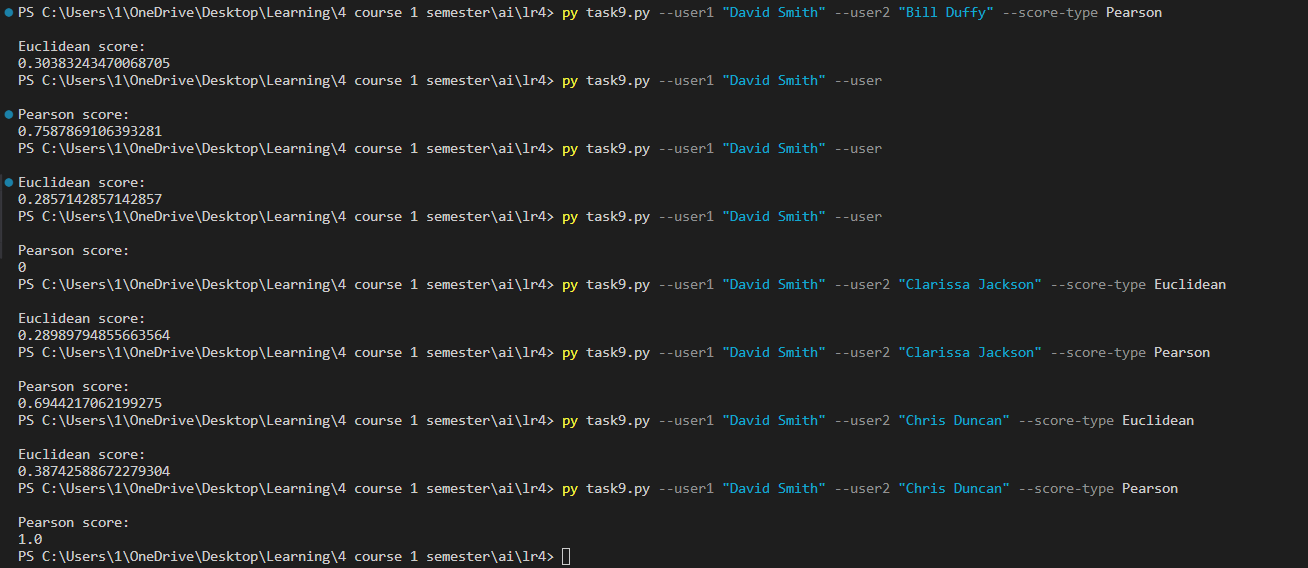 PS C:\Users\1\OneDrive\Desktop\Learning\4 course 1 semester\ai\lr4> py task9.py --user1 "David Smith" --user2 "Bill Duffy" --score-type Pearson
Euclidean score:
0.30383243470068705
PS C:\Users\1\OneDrive\Desktop\Learning\4 course 1 semester\ai\lr4> py task9.py --user1 "David Smith" --user
Pearson score:
0.7587869106393281
PS C:\Users\1\OneDrive\Desktop\Learning\4 course 1 semester\ai\lr4> py task9.py --user1 "David Smith" --user
Euclidean score:
0.2857142857142857
PS C:\Users\1\OneDrive\Desktop\Learning\4 course 1 semester\ai\lr4> py task9.py --user1 "David Smith" --user
Pearson score:
0
PS C:\Users\1\OneDrive\Desktop\Learning\4 course 1 semester\ai\lr4> py task9.py --user1 "David Smith" --user2 "Clarissa Jackson" --score-type Euclidean
Euclidean score:
0.28989794855663564
PS C:\Users\1\OneDrive\Desktop\Learning\4 course 1 semester\ai\lr4> py task9.py --user1 "David Smith" --user2 "Clarissa Jackson" --score-type Pearson
Pearson score:
0.6944217062199275
PS C:\Users\1\OneDrive\Desktop\Learning\4 course 1 semester\ai\lr4> py task9.py --user1 "David Smith" --user2 "Chris Duncan" --score-type Euclidean
Euclidean score:
0.38742588672279304
PS C:\Users\1\OneDrive\Desktop\Learning\4 course 1 semester\ai\lr4> py task9.py --user1 "David Smith" --user2 "Chris Duncan" --score-type Pearson
Pearson score:
1.0
PS C:\Users\1\OneDrive\Desktop\Learning\4 course 1 semester\ai\lr4>